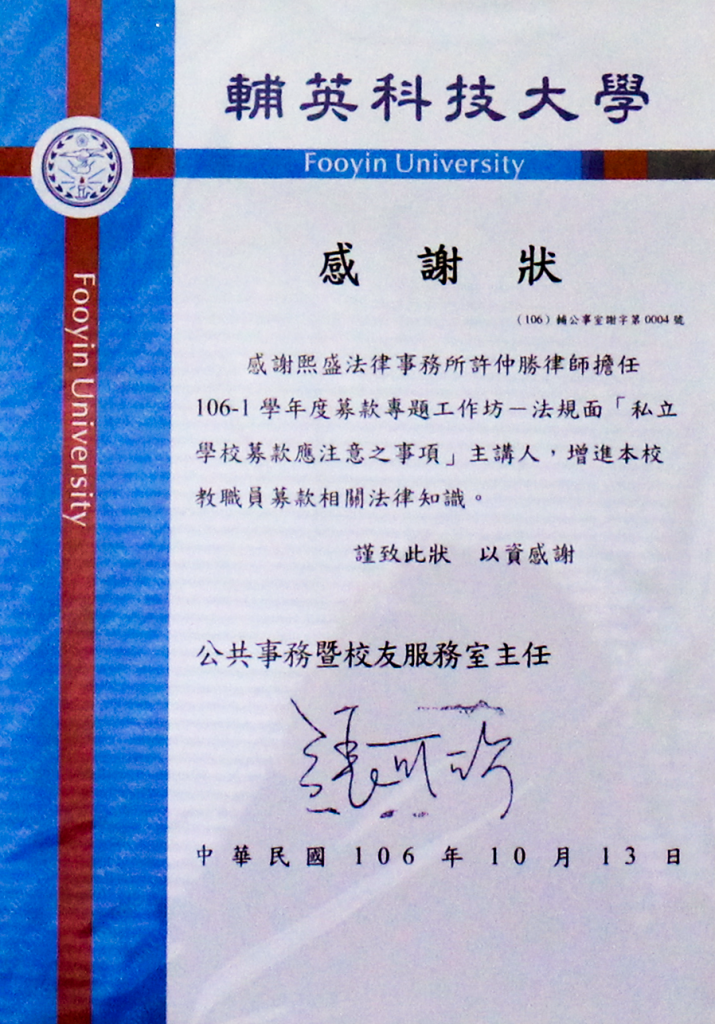 輔英科技大學
Fooyin University
Fooyin University
感謝狀
（106）輔公事室謝字第0004號
感謝熙盛法律事務所許仲勝律師擔任
106-1學年度募款專題工作坊－法規面「私立
學校募款應注意之事項」主講人，增進本校
教職員募款相關法律知識。
謹致此狀 以資感謝
公共事務暨校友服務室主任
中華民國 106 年 10 月 13 日